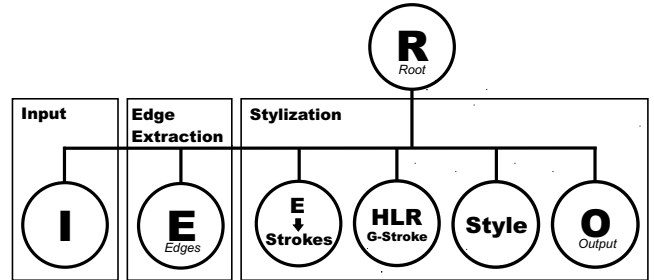 R
Root
Input
Edge
Extraction
Stylization
I
E
Edges
E
Strokes
HLR
G-Stroke
Style
O
Output